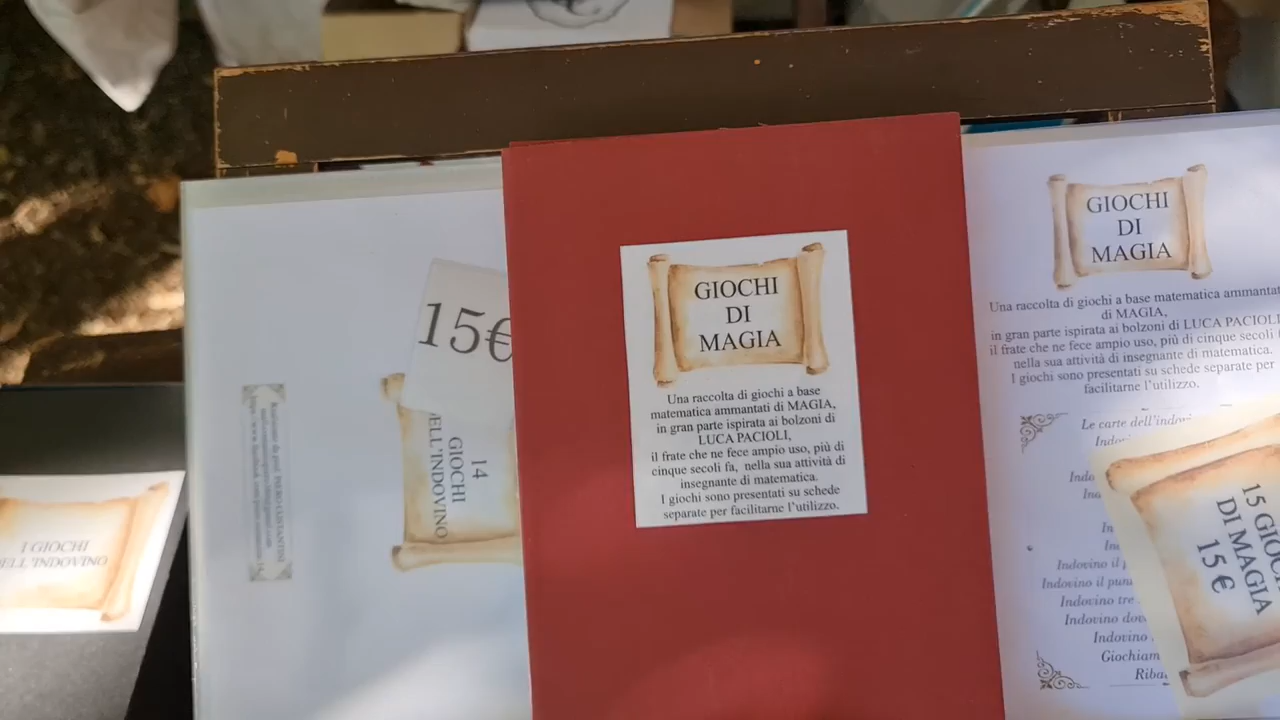 I GIOCHI
DELL'INDOVINO
15€
14
GIOCHI
DELL'INDOVINO
GIOCHI
DI
MAGIA
Una raccolta di giochi a base
matematica ammantati di MAGIA,
in gran parte ispirata ai bolzoni di
LUCA PACIOLI,
il frate che ne fece ampio uso, più di
cinque secoli fa, nella sua attività di
insegnante di matematica.
I giochi sono presentati su schede
separate per facilitarne l'utilizzo.
GIOCHI
DI
MAGIA
Una raccolta di giochi a base matematica ammantati
di MAGIA,
in gran parte ispirata ai bolzoni di LUCA PACIOLI
il frate che ne fece ampio uso, più di cinque secoli
nella sua attività di insegnante di matematica.
I giochi sono presentati su schede separate per
facilitarne l'utilizzo.
Le carte dell'indovi
Indovino il
Indovino il pun
Indovino tre
Indovino
Giochiam
15 GIOCHI
DI MAGIA
15 €